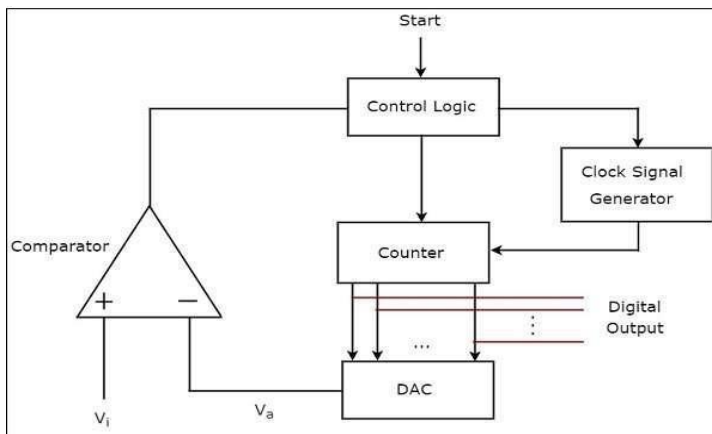 Start
Control Logic
Clock Signal
Generator
Comparator
Counter
+
−
Digital
Output
...
⋮
DAC
Vᵢ
Vₐ